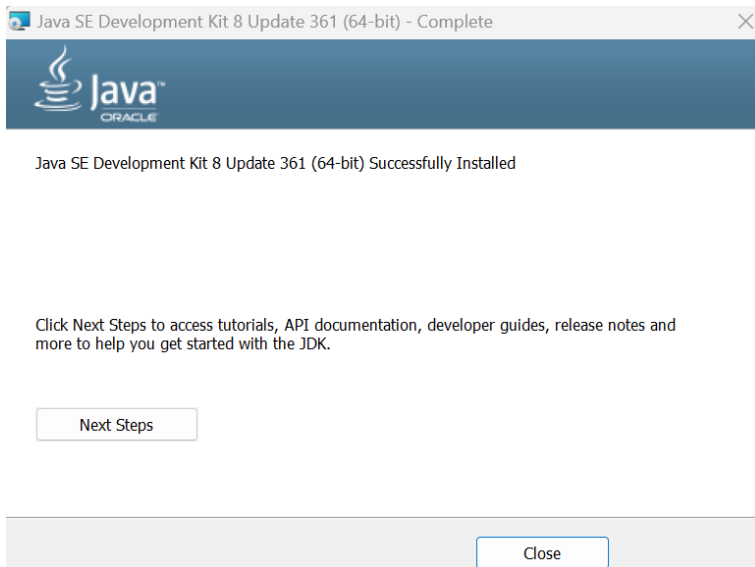 Java SE Development Kit 8 Update 361 (64-bit) - Complete
Java™
ORACLE
Java SE Development Kit 8 Update 361 (64-bit) Successfully Installed
Click Next Steps to access tutorials, API documentation, developer guides, release notes and
more to help you get started with the JDK.
Next Steps
Close